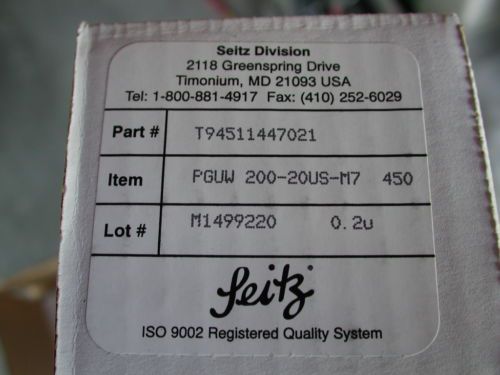 Seitz Division
2118 Greenspring Drive
Timonium, MD 21093 USA
Tel: 1-800-881-4917 Fax: (410) 252-6029
Part # T94511447021
Item PGUW 200-20US-M7 450
Lot # M1499220 0.2u
Seitz
ISO 9002 Registered Quality System